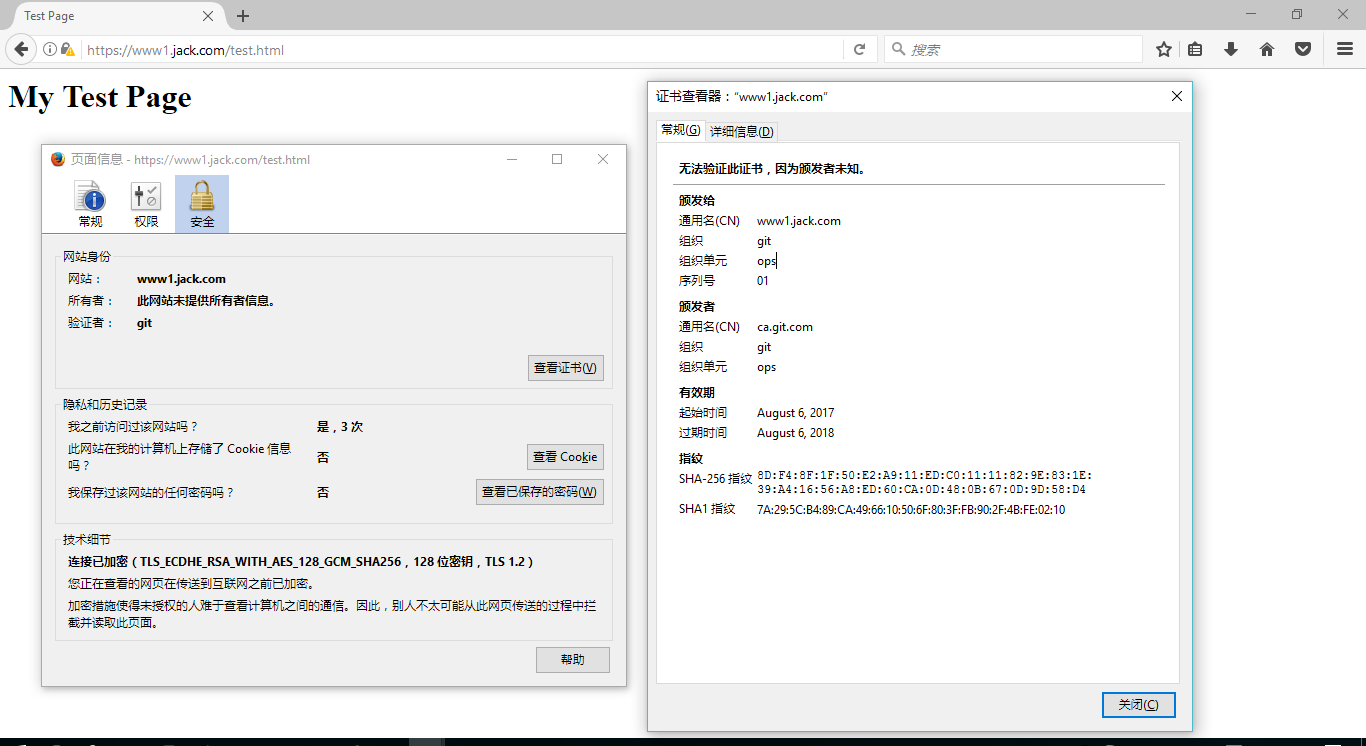 Test Page
https://www1.jack.com/test.html
搜索
My Test Page
页面信息 - https://www1.jack.com/test.html
常规
权限
安全
网站身份
网站： www1.jack.com
所有者： 此网站未提供所有者信息。
验证者： git
查看证书(V)
隐私和历史记录
我之前访问过该网站吗？ 是，3 次
此网站在我的计算机上存储了 Cookie 信息
吗？
否
查看 Cookie
我保存过该网站的任何密码吗？ 否
查看已保存的密码(W)
技术细节
连接已加密（TLS_ECDHE_RSA_WITH_AES_128_GCM_SHA256，128 位密钥，TLS 1.2）
您正在查看的网页在传送到互联网之前已加密。
加密措施使得未授权的人难于查看计算机之间的通信。因此，别人不太可能从此网页传送的过程中拦
截并读取此页面。
帮助
证书查看器："www1.jack.com"
常规(G)
详细信息(D)
无法验证此证书，因为颁发者未知。
颁发给
通用名(CN) www1.jack.com
组织 git
组织单元 ops
序列号 01
颁发者
通用名(CN) ca.git.com
组织 git
组织单元 ops
有效期
起始时间 August 6, 2017
过期时间 August 6, 2018
指纹
SHA-256 指纹 8D:F4:8F:1F:50:E2:A9:11:ED:C0:11:11:82:9E:83:1E:
39:A4:16:56:A8:ED:60:CA:0D:48:0B:67:0D:9D:58:D4
SHA1 指纹 7A:29:5C:B4:89:CA:49:66:10:50:6F:80:3F:FB:90:2F:4B:FE:02:10
关闭(C)